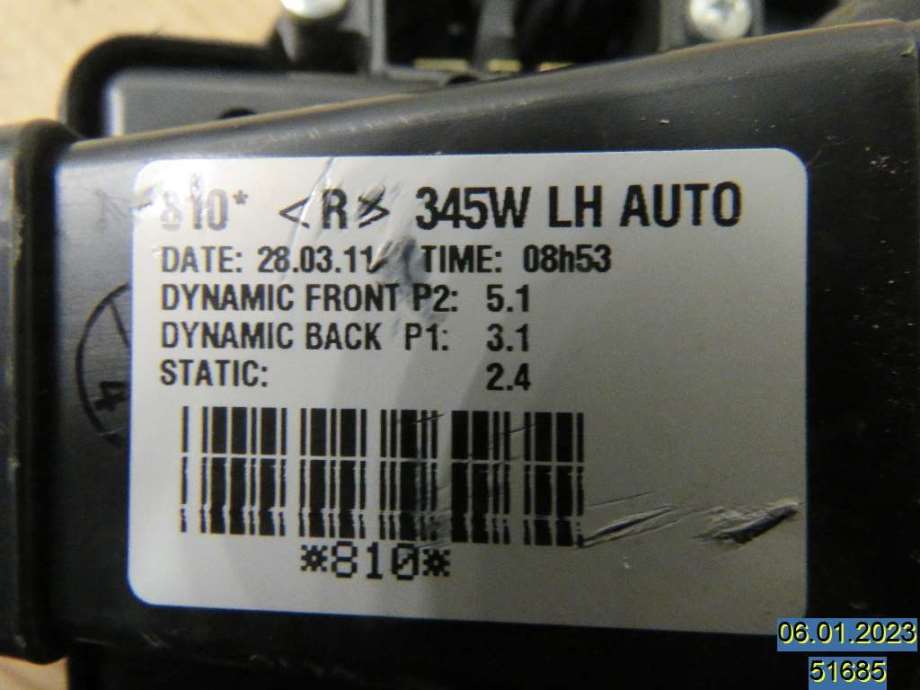 810* <R> 345W LH AUTO
DATE: 28.03.11 TIME: 08h53
DYNAMIC FRONT P2: 5.1
DYNAMIC BACK P1: 3.1
STATIC: 2.4
*810*
4
06.01.2023
51685